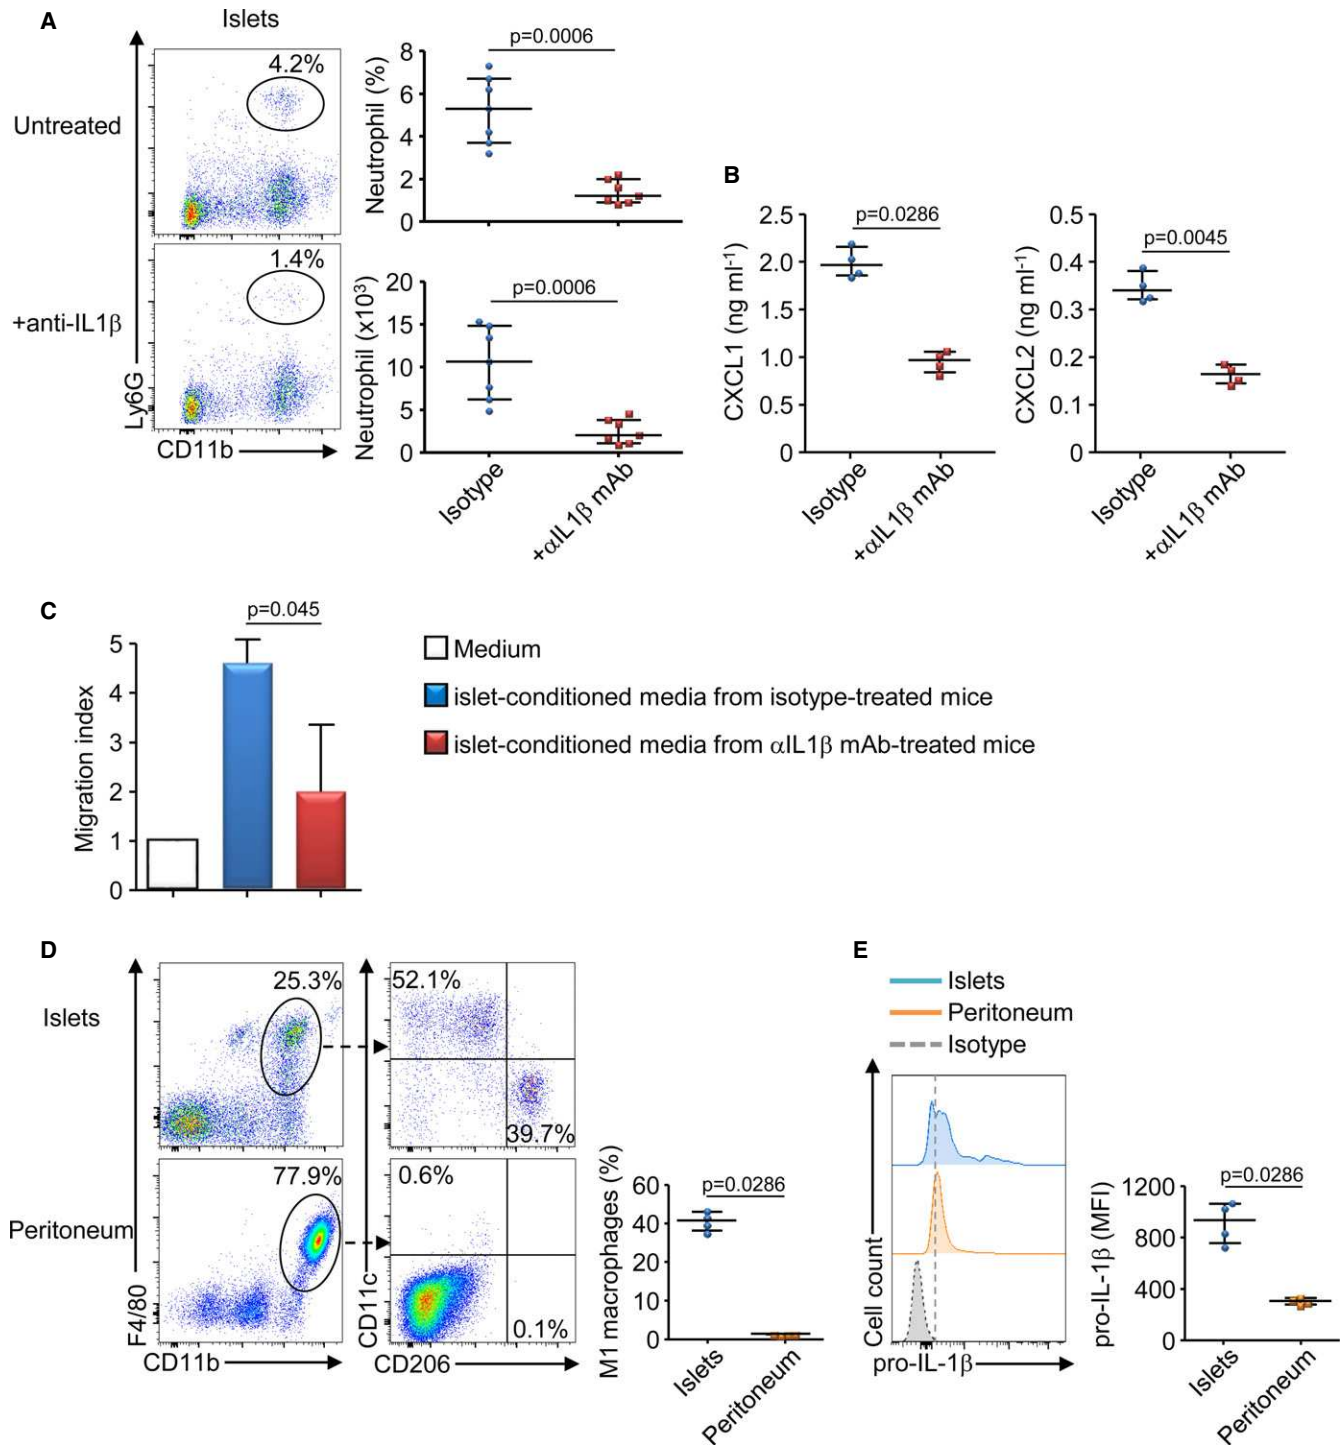 A
Islets
Untreated
4.2%
+anti-IL1β
1.4%
Ly6G
CD11b
Neutrophil (%)
8
6
4
2
0
p=0.0006
Neutrophil (x10³)
20
15
10
5
0
p=0.0006
Isotype
+αIL1β mAb
B
CXCL1 (ng ml⁻¹)
2.5
2.0
1.5
1.0
0.5
0
p=0.0286
Isotype
+αIL1β mAb
CXCL2 (ng ml⁻¹)
0.5
0.4
0.3
0.2
0.1
0
p=0.0045
Isotype
+αIL1β mAb
C
Migration index
5
4
3
2
1
0
p=0.045
Medium
islet-conditioned media from isotype-treated mice
islet-conditioned media from αIL1β mAb-treated mice
D
Islets
25.3%
52.1%
39.7%
Peritoneum
77.9%
0.6%
0.1%
F4/80
CD11b
CD11c
CD206
M1 macrophages (%)
60
40
20
0
p=0.0286
Islets
Peritoneum
E
Islets
Peritoneum
Isotype
Cell count
pro-IL-1β
pro-IL-1β (MFI)
1200
800
400
0
p=0.0286
Islets
Peritoneum